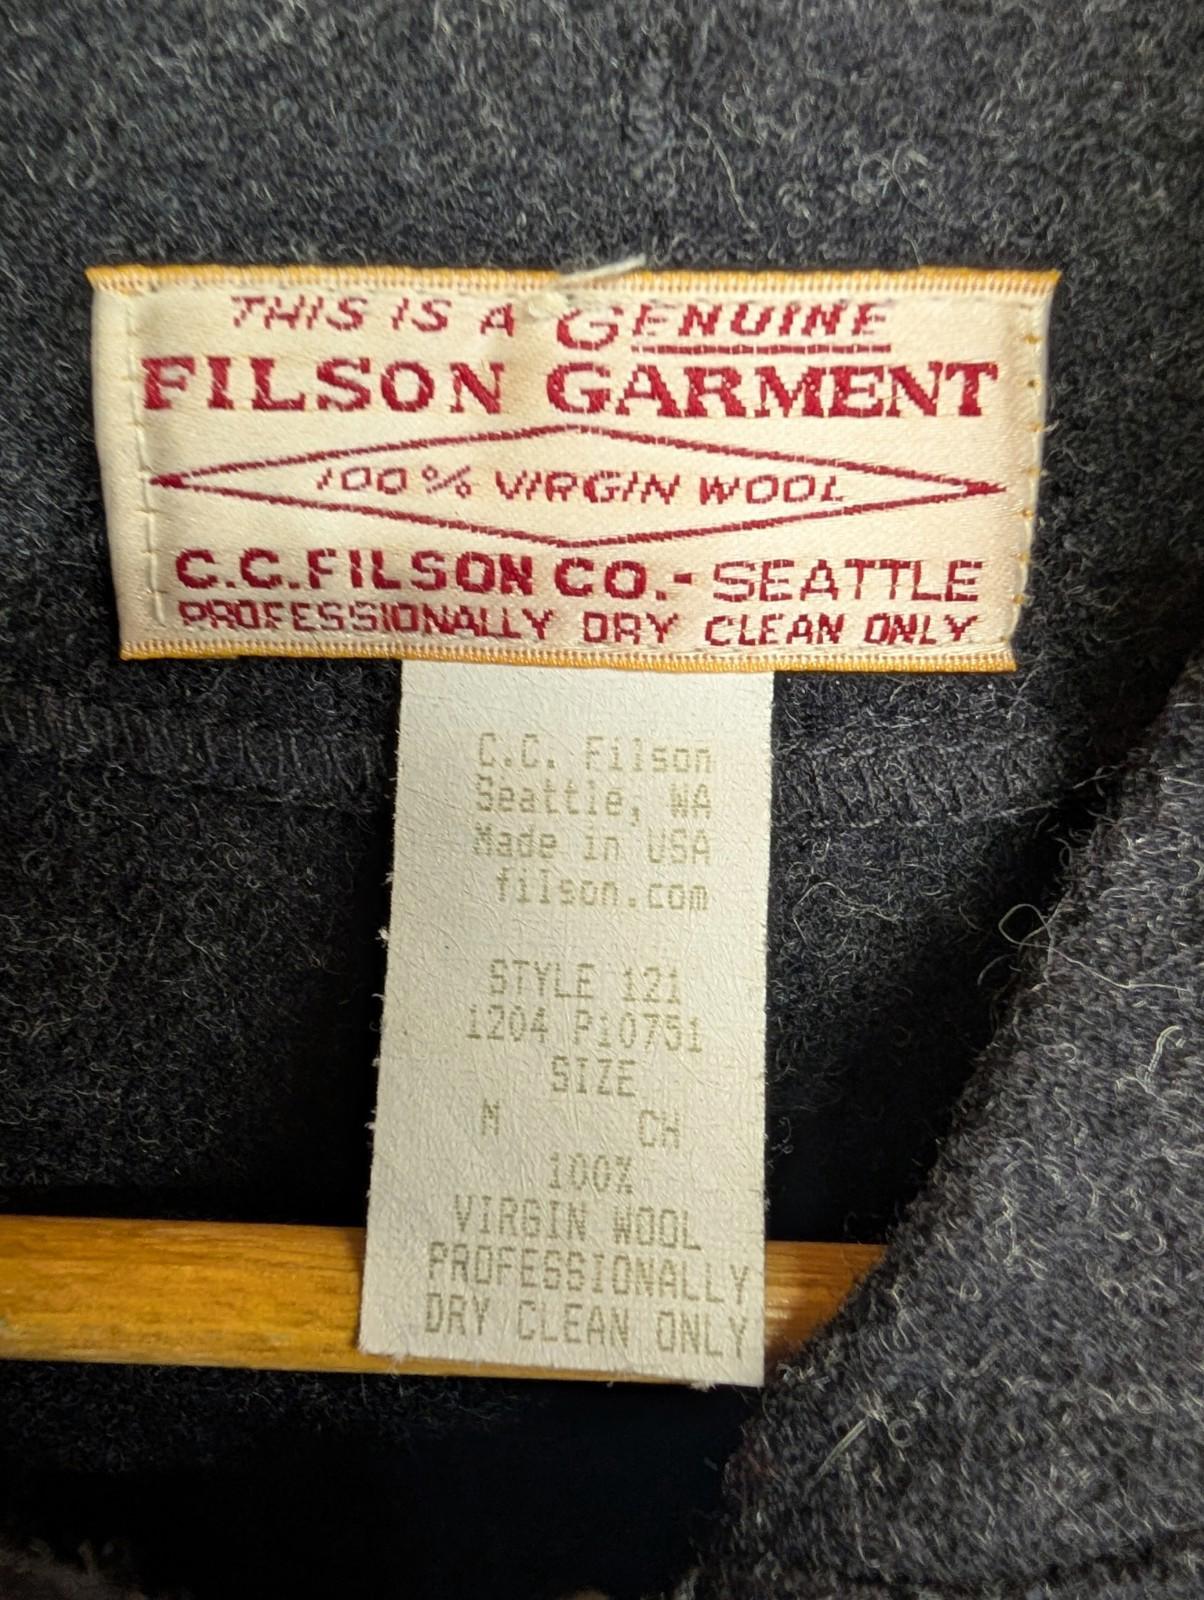 THIS IS A GENUINE
FILSON GARMENT
100% VIRGIN WOOL
C.C. FILSON CO. - SEATTLE
PROFESSIONALLY DRY CLEAN ONLY
C.C. Filson
Seattle, WA
Made in USA
filson.com
STYLE 121
1204 P10751
SIZE
M CH
100%
VIRGIN WOOL
PROFESSIONALLY
DRY CLEAN ONLY